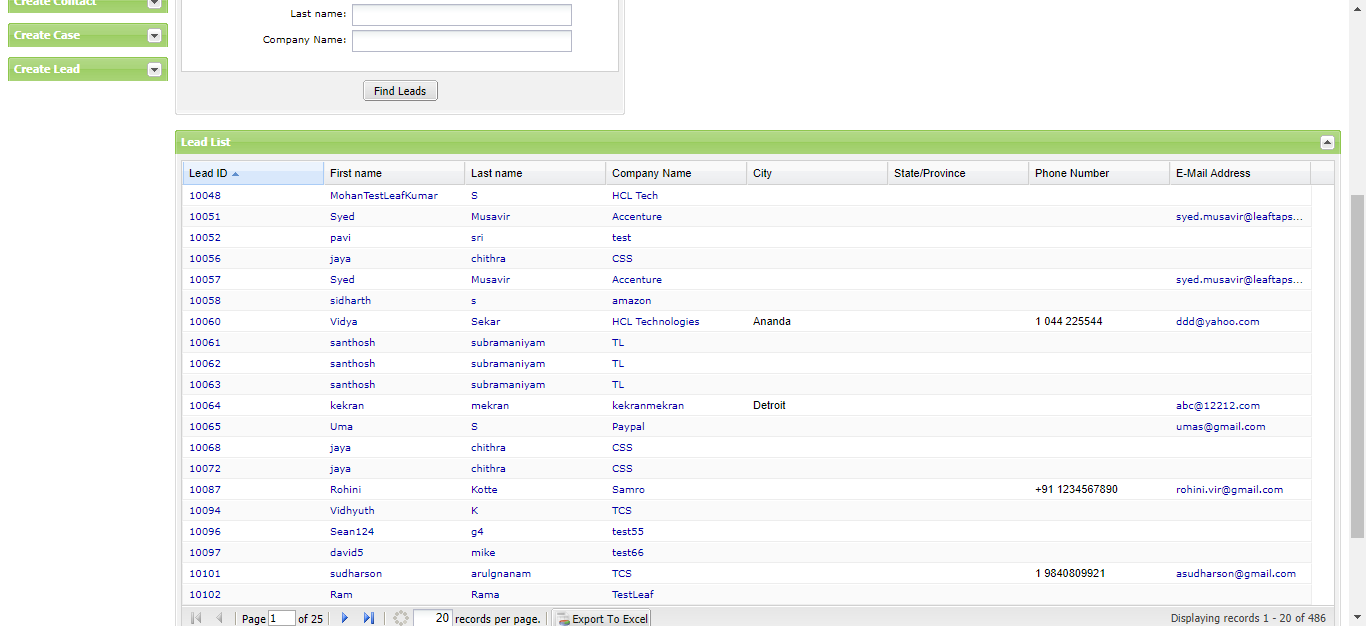 Create Contact
Create Case
Create Lead
Last name:
Company Name:
Find Leads
Lead List
Lead ID First name Last name Company Name City State/Province Phone Number E-Mail Address
10048 MohanTestLeafKumar S HCL Tech
10051 Syed Musavir Accenture syed.musavir@leaftaps...
10052 pavi sri test
10056 jaya chithra CSS
10057 Syed Musavir Accenture syed.musavir@leaftaps...
10058 sidharth s amazon
10060 Vidya Sekar HCL Technologies Ananda 1 044 225544 ddd@yahoo.com
10061 santhosh subramaniyam TL
10062 santhosh subramaniyam TL
10063 santhosh subramaniyam TL
10064 kekran mekran kekranmekran Detroit abc@12212.com
10065 Uma S Paypal umas@gmail.com
10068 jaya chithra CSS
10072 jaya chithra CSS
10087 Rohini Kotte Samro +91 1234567890 rohini.vir@gmail.com
10094 Vidhyuth K TCS
10096 Sean124 g4 test55
10097 david5 mike test66
10101 sudharson arulgnanam TCS 1 9840809921 asudharson@gmail.com
10102 Ram Rama TestLeaf
Page 1 of 25 20 records per page. Export To Excel Displaying records 1 - 20 of 486